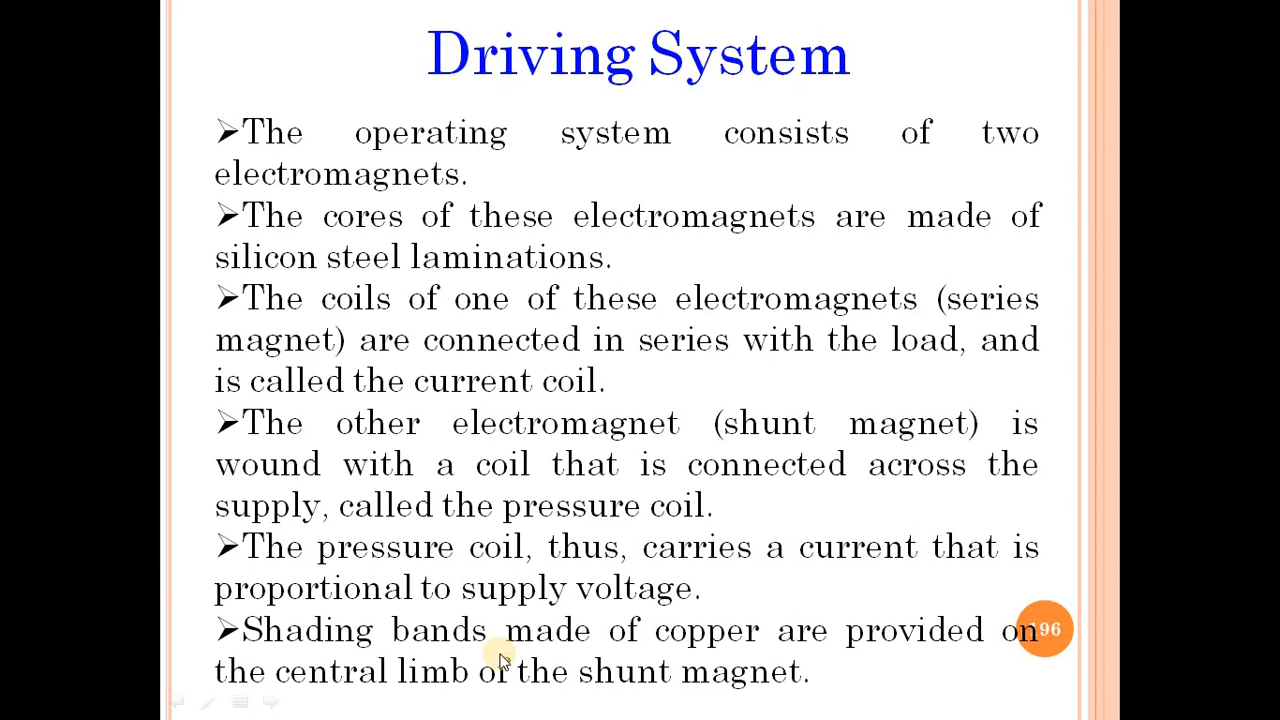 Driving System
➢The operating system consists of two
electromagnets.
➢The cores of these electromagnets are made of
silicon steel laminations.
➢The coils of one of these electromagnets (series
magnet) are connected in series with the load, and
is called the current coil.
➢The other electromagnet (shunt magnet) is
wound with a coil that is connected across the
supply, called the pressure coil.
➢The pressure coil, thus, carries a current that is
proportional to supply voltage.
➢Shading bands made of copper are provided on
the central limb of the shunt magnet.
196